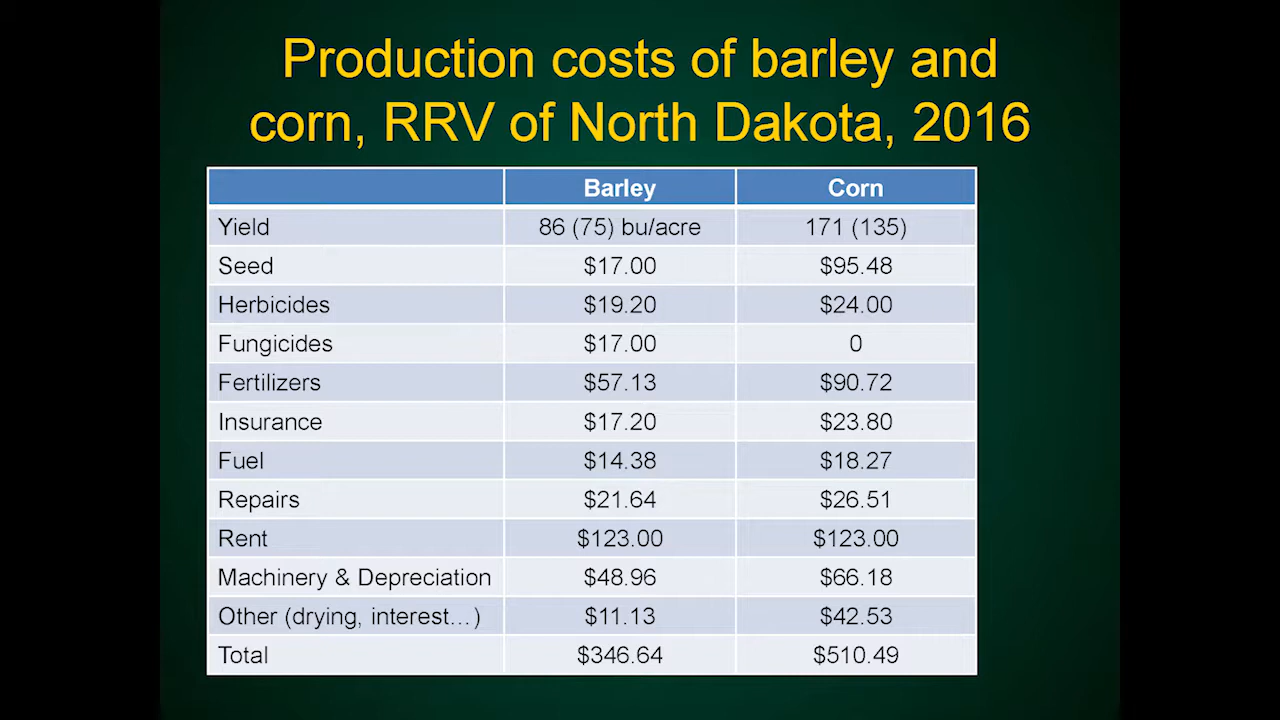 Production costs of barley and
corn, RRV of North Dakota, 2016
Barley Corn
Yield 86 (75) bu/acre 171 (135)
Seed $17.00 $95.48
Herbicides $19.20 $24.00
Fungicides $17.00 0
Fertilizers $57.13 $90.72
Insurance $17.20 $23.80
Fuel $14.38 $18.27
Repairs $21.64 $26.51
Rent $123.00 $123.00
Machinery & Depreciation $48.96 $66.18
Other (drying, interest…) $11.13 $42.53
Total $346.64 $510.49